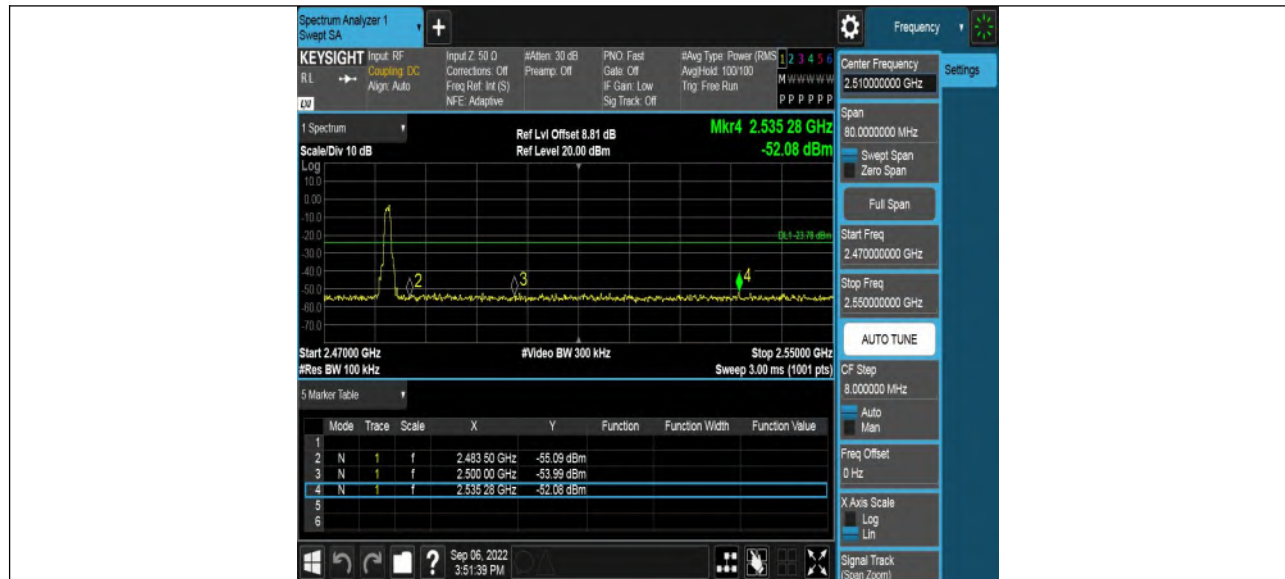 Spectrum Analyzer 1
Swept SA
+
Frequency
KEYSIGHT
R L
LXI
Input: RF
Coupling: DC
Align: Auto
Input Z: 50 Ω
Corrections: Off
Freq Ref: Int (S)
NFE: Adaptive
#Atten: 30 dB
Preamp: Off
PNO: Fast
Gate: Off
IF Gain: Low
Sig Track: Off
#Avg Type: Power (RMS
Avg|Hold: 100/100
Trig: Free Run
1 2 3 4 5 6
M W W W W W
P P P P P P
1 Spectrum
Scale/Div 10 dB
Ref Lvl Offset 8.81 dB
Ref Level 20.00 dBm
Mkr4 2.535 28 GHz
-52.08 dBm
Log
10.0
0.00
-10.0
-20.0
-30.0
-40.0
-50.0
-60.0
-70.0
DL1 -23.78 dBm
2
3
4
Start 2.47000 GHz
#Res BW 100 kHz
#Video BW 300 kHz
Stop 2.55000 GHz
Sweep 3.00 ms (1001 pts)
5 Marker Table
Mode Trace Scale X Y Function Function Width Function Value
1
2 N 1 f 2.483 50 GHz -55.09 dBm
3 N 1 f 2.500 00 GHz -53.99 dBm
4 N 1 f 2.535 28 GHz -52.08 dBm
5
6
?
Sep 06, 2022
3:51:39 PM
Center Frequency
2.510000000 GHz
Settings
Span
80.0000000 MHz
Swept Span
Zero Span
Full Span
Start Freq
2.470000000 GHz
Stop Freq
2.550000000 GHz
AUTO TUNE
CF Step
8.000000 MHz
Auto
Man
Freq Offset
0 Hz
X Axis Scale
Log
Lin
Signal Track
(Span Zoom)